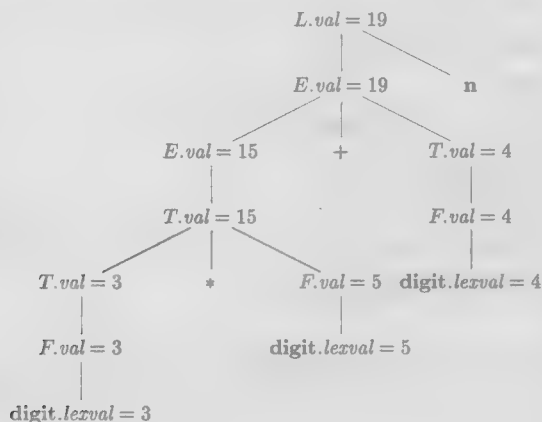 L.val = 19
E.val = 19 n
E.val = 15 + T.val = 4
T.val = 15 F.val = 4
T.val = 3 * F.val = 5 digit.lexval = 4
F.val = 3 digit.lexval = 5
digit.lexval = 3